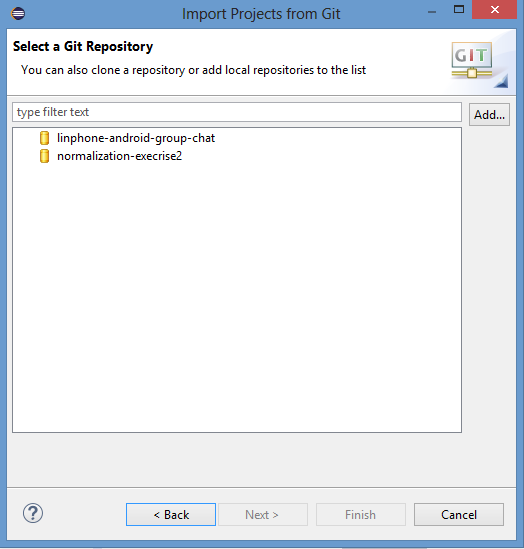 Import Projects from Git
Select a Git Repository
You can also clone a repository or add local repositories to the list
GIT
type filter text
Add...
linphone-android-group-chat
normalization-execrise2
?
< Back
Next >
Finish
Cancel